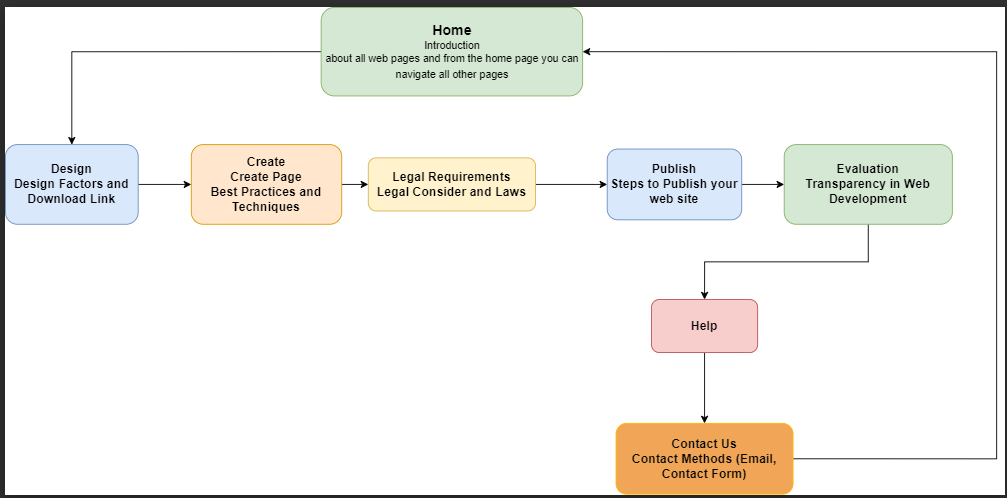 Home
Introduction
about all web pages and from the home page you can
navigate all other pages
Design
Design Factors and
Download Link
Create
Create Page
Best Practices and
Techniques
Legal Requirements
Legal Consider and Laws
Publish
Steps to Publish your
web site
Evaluation
Transparency in Web
Development
Help
Contact Us
Contact Methods (Email,
Contact Form)